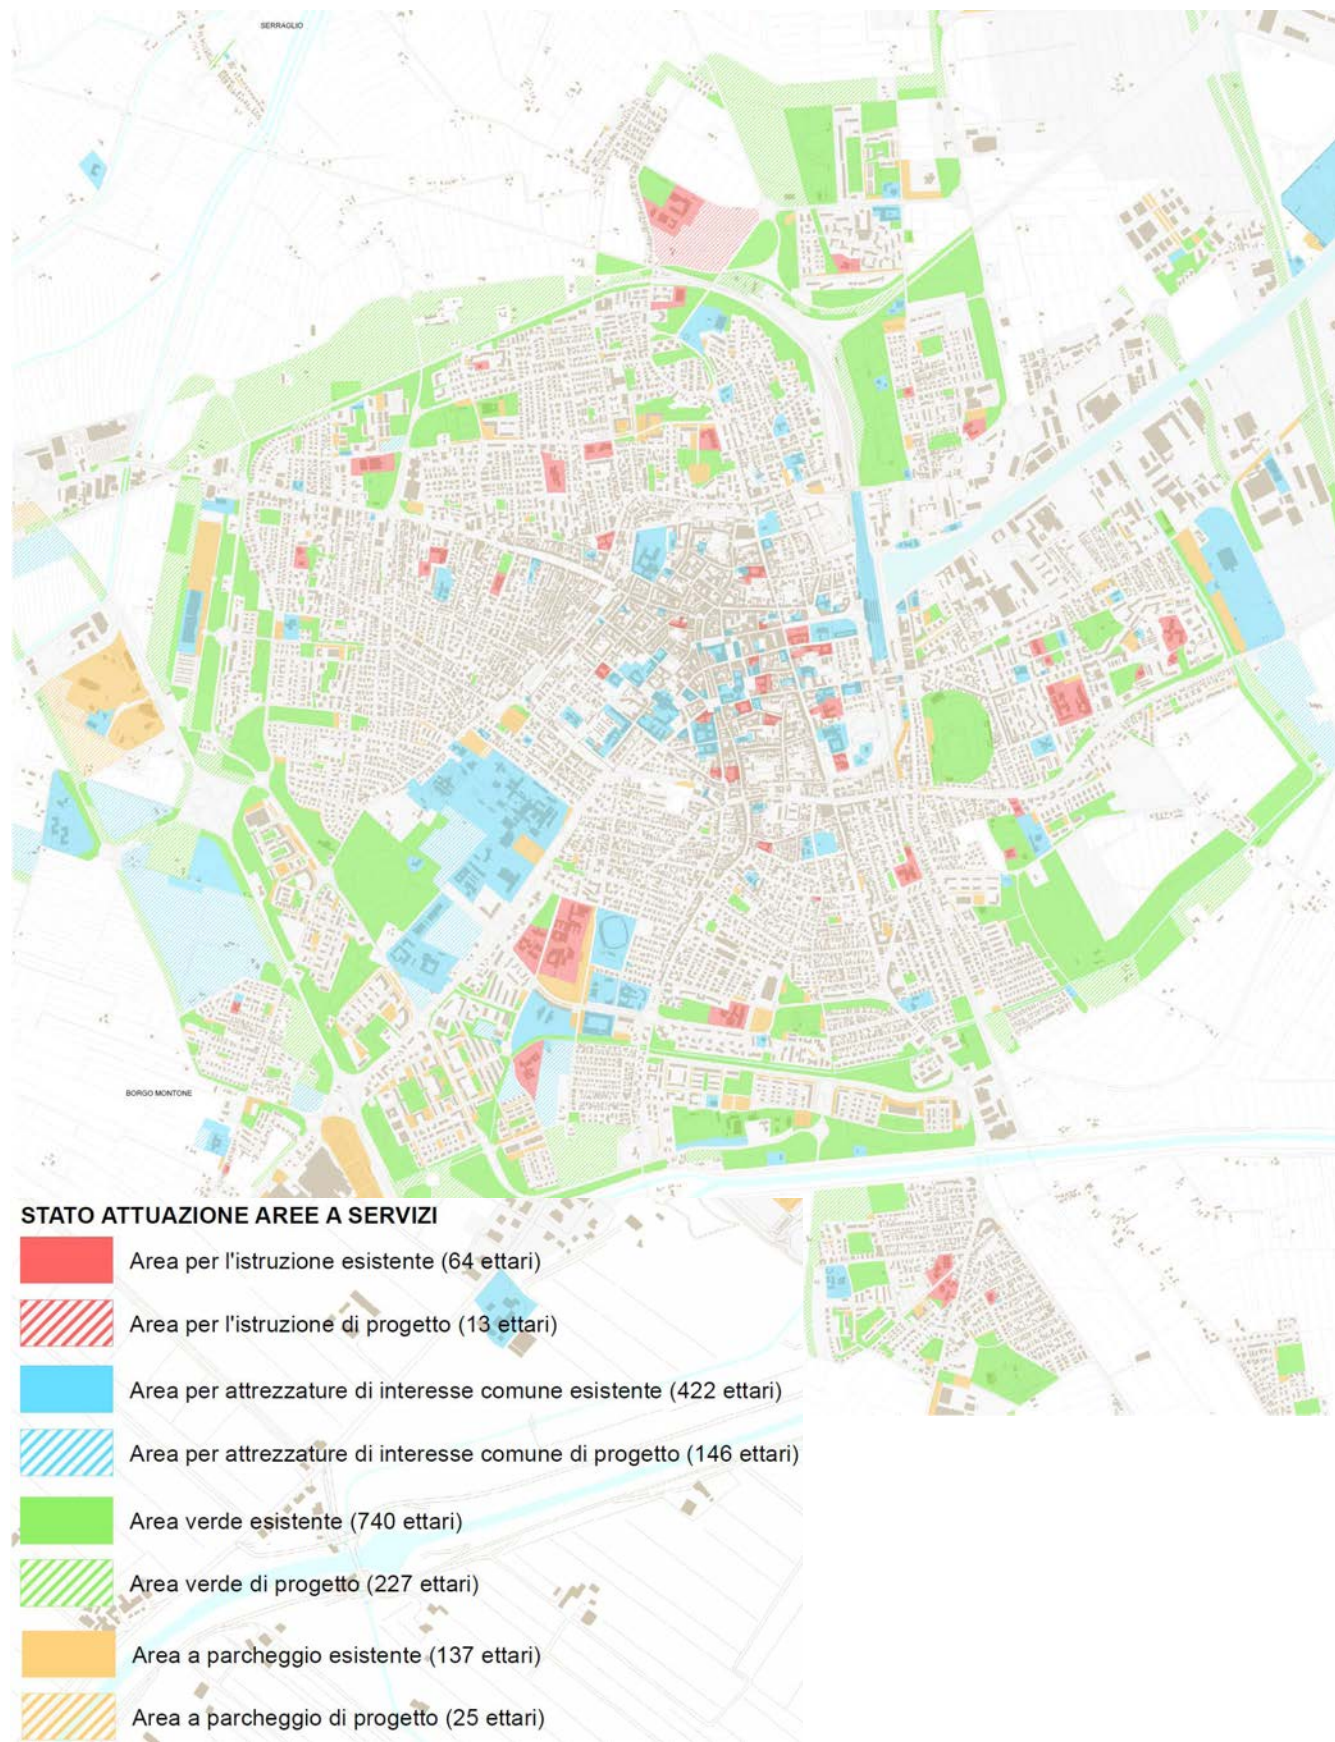 SERRAGLIO
BORGO MONTONE
STATO ATTUAZIONE AREE A SERVIZI
Area per l'istruzione esistente (64 ettari)
Area per l'istruzione di progetto (13 ettari)
Area per attrezzature di interesse comune esistente (422 ettari)
Area per attrezzature di interesse comune di progetto (146 ettari)
Area verde esistente (740 ettari)
Area verde di progetto (227 ettari)
Area a parcheggio esistente (137 ettari)
Area a parcheggio di progetto (25 ettari)